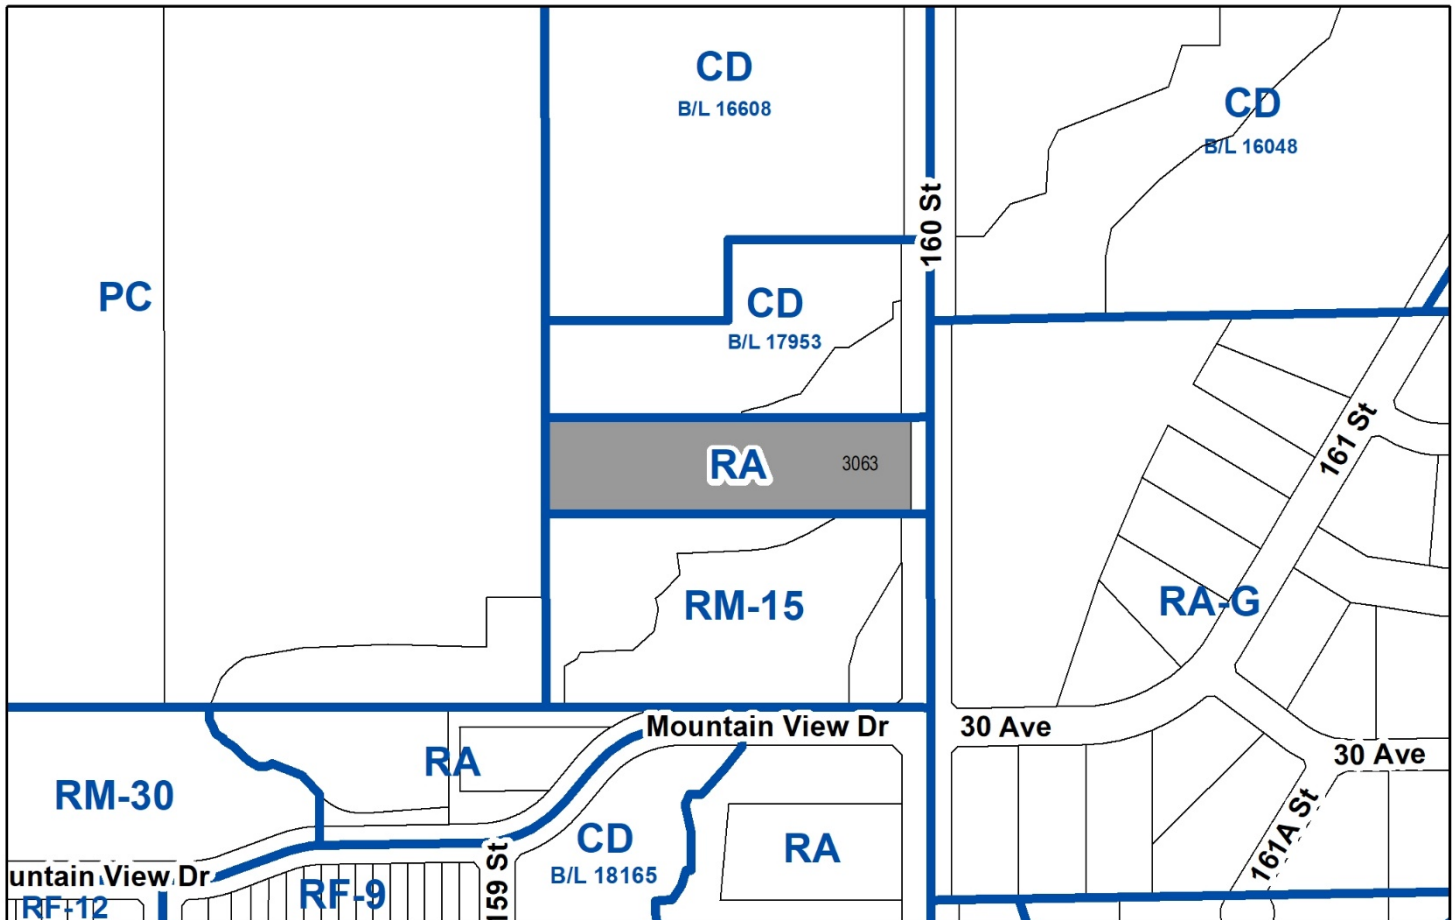 CD
B/L 16608
CD
B/L 16048
160 St
PC
CD
B/L 17953
161 St
RA
3063
RM-15
RA-G
Mountain View Dr
30 Ave
30 Ave
RA
RM-30
161A St
CD
B/L 18165
RA
159 St
untain View Dr
RF-9
RF-12